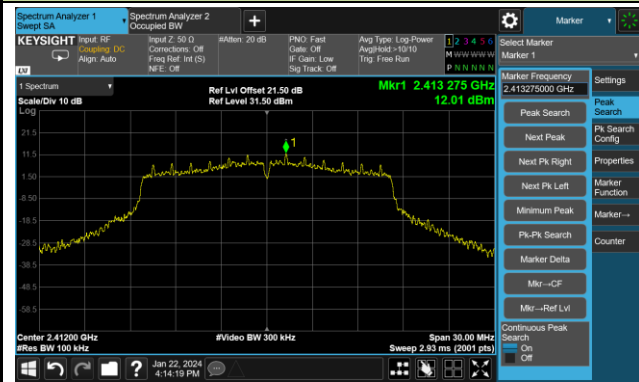 Spectrum Analyzer 1
Swept SA
Spectrum Analyzer 2
Occupied BW
Marker
KEYSIGHT
Input: RF
Coupling: DC
Align: Auto
Input Z: 50 Ω
Corrections: Off
Freq Ref: Int (S)
NFE: Off
#Atten: 20 dB
PNO: Fast
Gate: Off
IF Gain: Low
Sig Track: Off
Avg Type: Log-Power
Avg|Hold:>10/10
Trig: Free Run
1 2 3 4 5 6
M W W W W W
P N N N N N
LXI
Select Marker
Marker 1
1 Spectrum
Scale/Div 10 dB
Log
Ref Lvl Offset 21.50 dB
Ref Level 31.50 dBm
Mkr1 2.413 275 GHz
12.01 dBm
Marker Frequency
2.413275000 GHz
Settings
Peak Search
Peak
Search
Next Peak
Pk Search
Config
Next Pk Right
Properties
Next Pk Left
Marker
Function
Minimum Peak
Marker→
Pk-Pk Search
Counter
Marker Delta
Mkr→CF
Mkr→Ref Lvl
Continuous Peak
Search
On
Off
1
21.5
11.5
1.50
-8.50
-18.5
-28.5
-38.5
-48.5
-58.5
Center 2.41200 GHz
#Res BW 100 kHz
#Video BW 300 kHz
Span 30.00 MHz
Sweep 2.93 ms (2001 pts)
Jan 22, 2024
4:14:19 PM